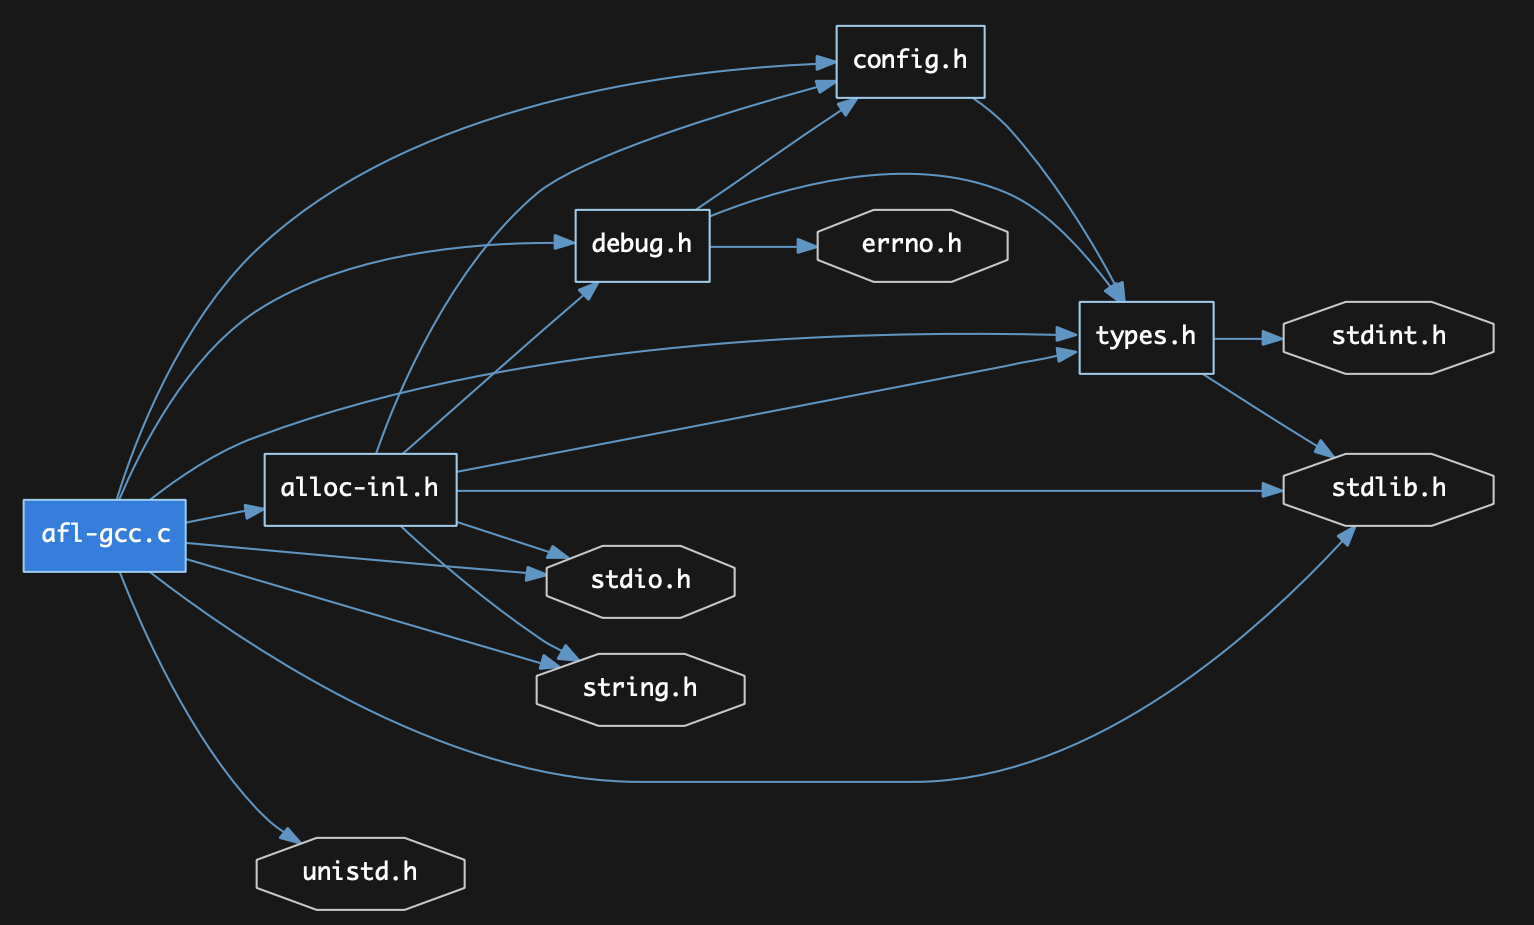 config.h
debug.h
errno.h
types.h
stdint.h
alloc-inl.h
stdlib.h
afl-gcc.c
stdio.h
string.h
unistd.h